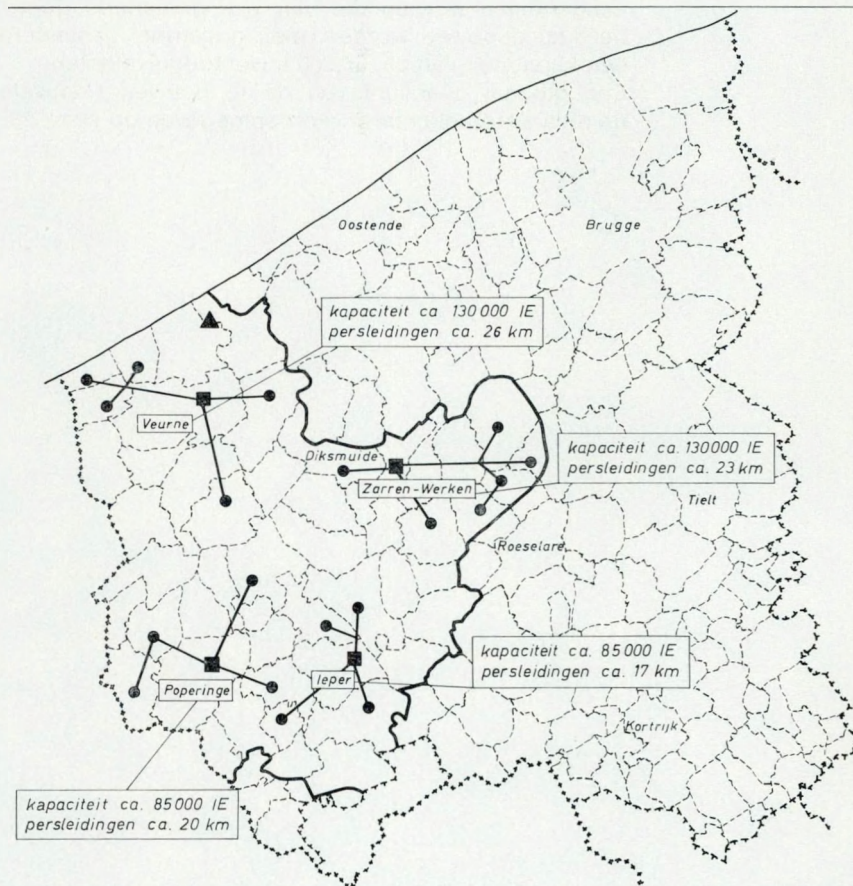 Oostende
Brugge
kapaciteit ca 130 000 IE
persleidingen ca. 26 km
Veurne
Diksmuide
kapaciteit ca. 130000 IE
persleidingen ca. 23 km
Zarren-Werken
Tielt
Roeselare
kapaciteit ca. 85 000 IE
persleidingen ca. 17 km
Ieper
Poperinge
Kortrijk
kapaciteit ca. 85 000 IE
persleidingen ca. 20 km